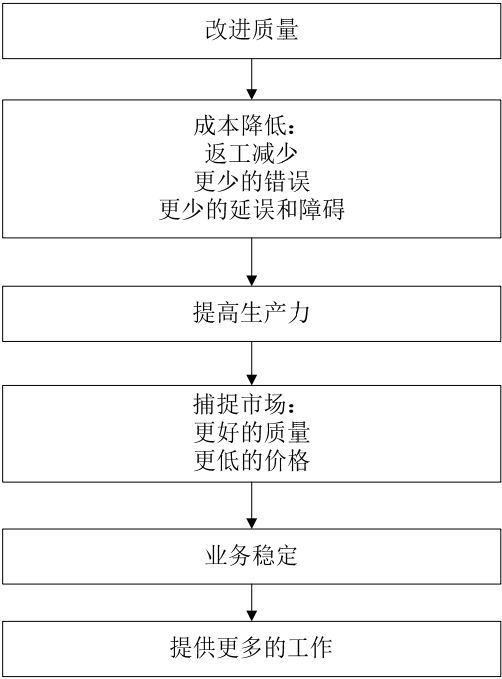 改进质量
成本降低：
返工减少
更少的错误
更少的延误和障碍
提高生产力
捕捉市场：
更好的质量
更低的价格
业务稳定
提供更多的工作